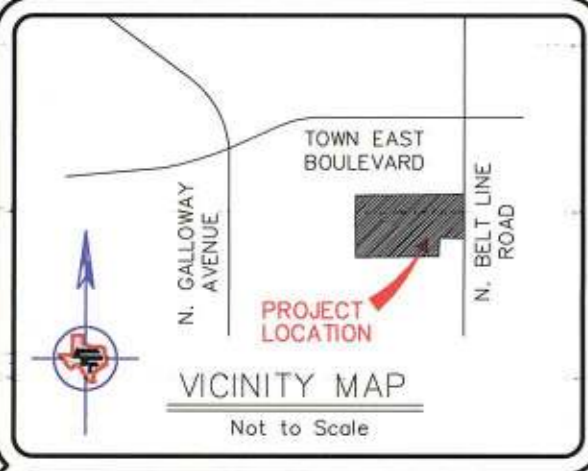 TOWN EAST
BOULEVARD
N. GALLOWAY
AVENUE
N. BELT LINE
ROAD
PROJECT
LOCATION
VICINITY MAP
Not to Scale